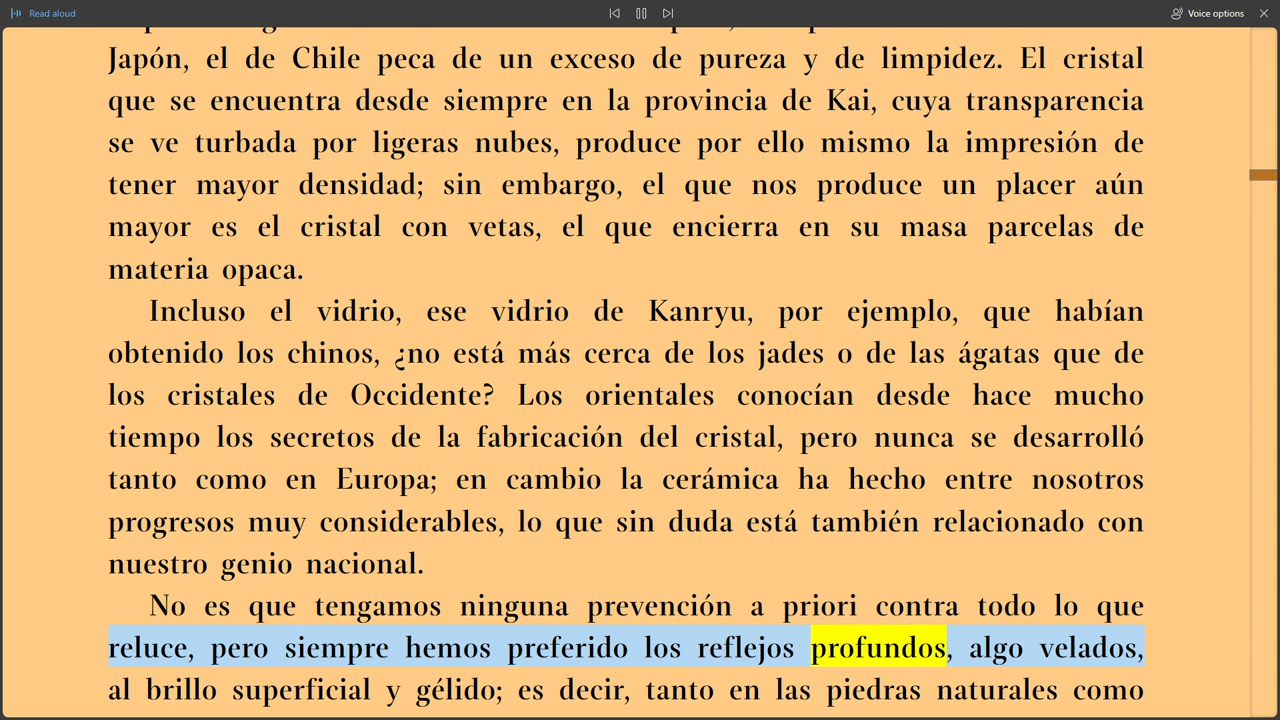 Read aloud
Voice options
Japón, el de Chile peca de un exceso de pureza y de limpidez. El cristal
que se encuentra desde siempre en la provincia de Kai, cuya transparencia
se ve turbada por ligeras nubes, produce por ello mismo la impresión de
tener mayor densidad; sin embargo, el que nos produce un placer aún
mayor es el cristal con vetas, el que encierra en su masa parcelas de
materia opaca.
Incluso el vidrio, ese vidrio de Kanryu, por ejemplo, que habían
obtenido los chinos, ¿no está más cerca de los jades o de las ágatas que de
los cristales de Occidente? Los orientales conocían desde hace mucho
tiempo los secretos de la fabricación del cristal, pero nunca se desarrolló
tanto como en Europa; en cambio la cerámica ha hecho entre nosotros
progresos muy considerables, lo que sin duda está también relacionado con
nuestro genio nacional.
No es que tengamos ninguna prevención a priori contra todo lo que
reluce, pero siempre hemos preferido los reflejos profundos, algo velados,
al brillo superficial y gélido; es decir, tanto en las piedras naturales como